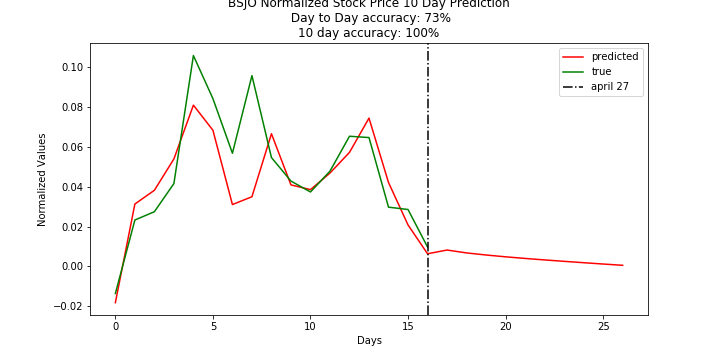 BSJO Normalized Stock Price 10 Day Prediction
Day to Day accuracy: 73%
10 day accuracy: 100%
predicted
true
april 27
0.10
0.08
0.06
0.04
0.02
0.00
−0.02
Normalized Values
0 5 10 15 20 25
Days